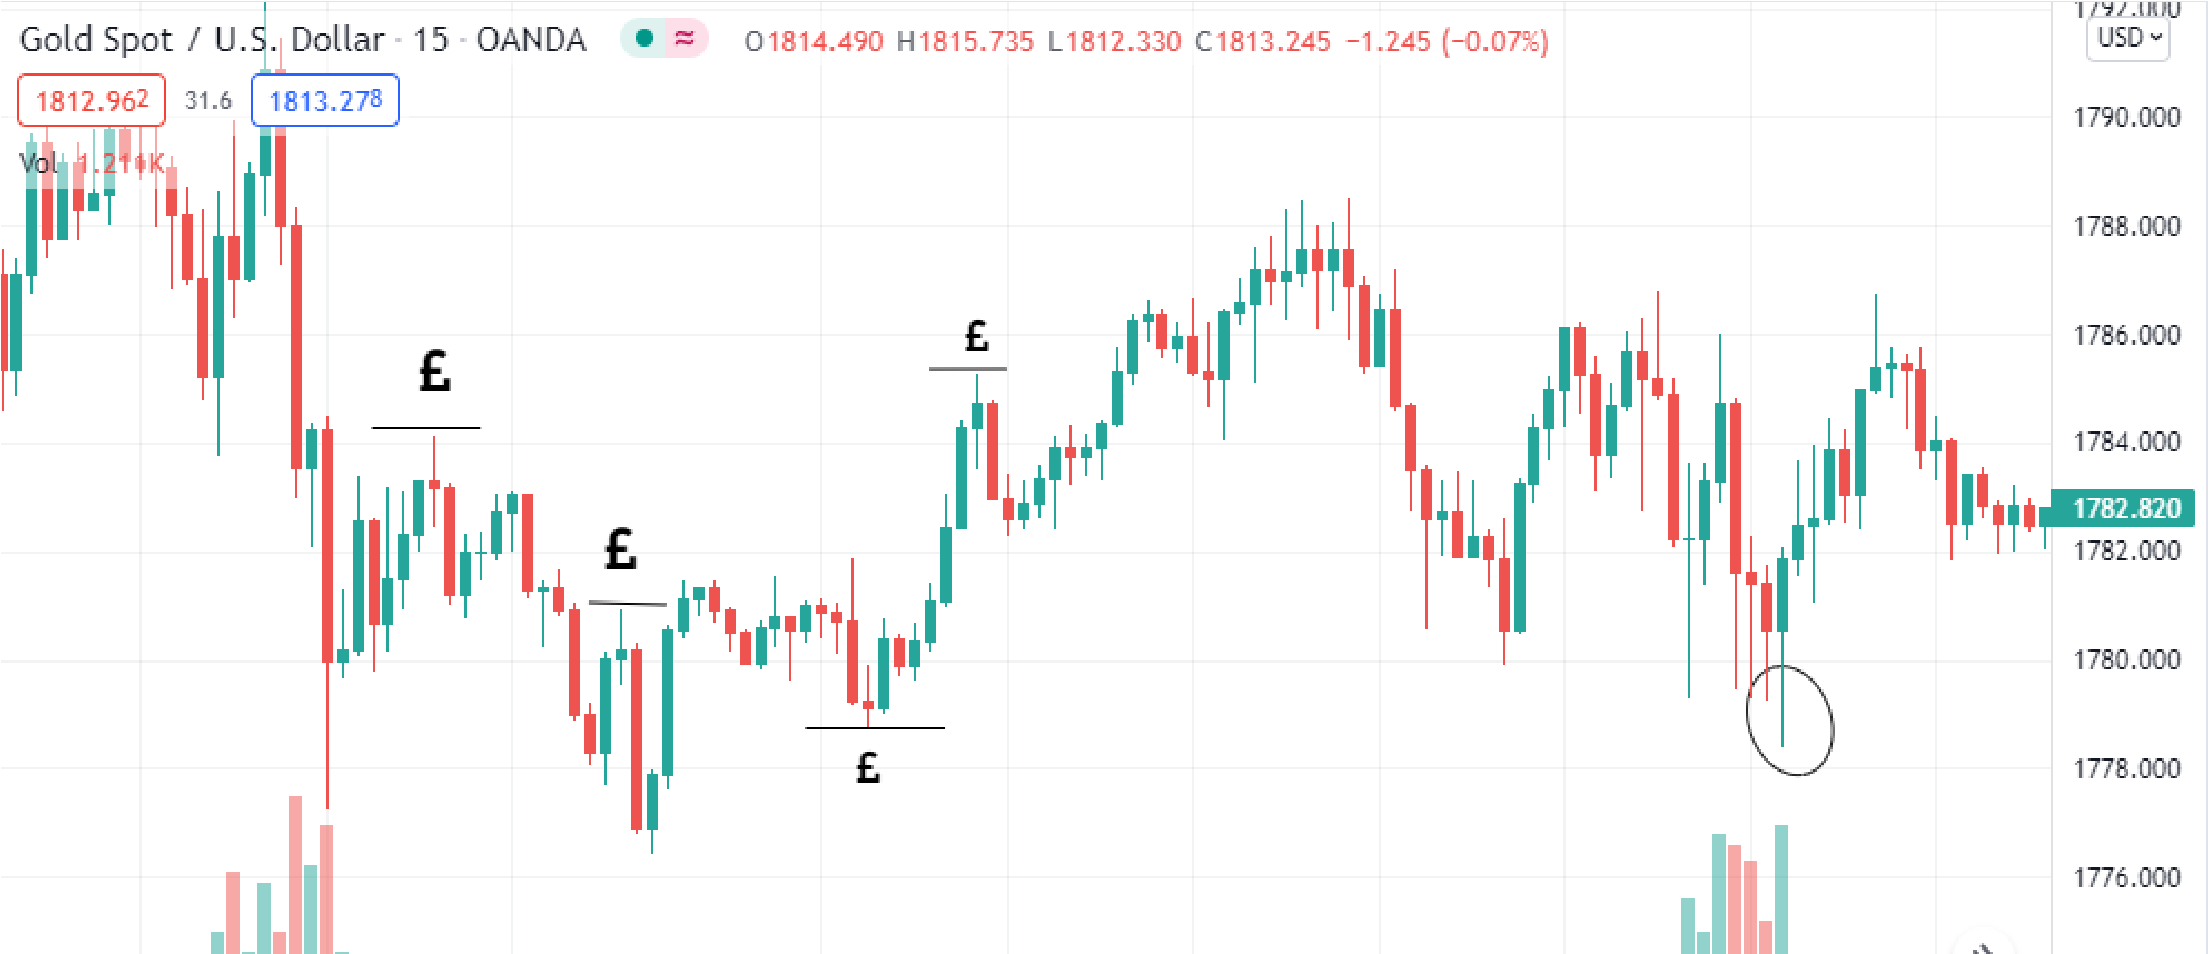 Gold Spot / U.S. Dollar · 15 · OANDA
O1814.490 H1815.735 L1812.330 C1813.245 −1.245 (−0.07%)
1812.962 31.6 1813.278
Vol
USD
1790.000
1788.000
1786.000
1784.000
1782.820
1782.000
1780.000
1778.000
1776.000
£
£
£
£